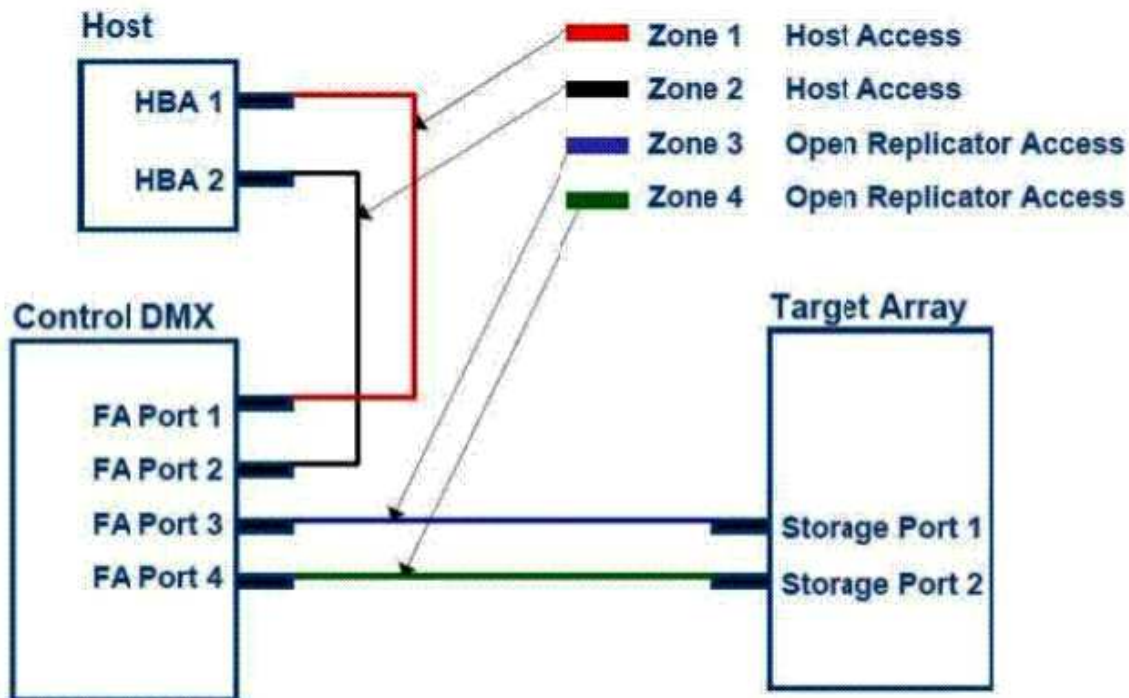 Host
HBA 1
HBA 2
Zone 1 Host Access
Zone 2 Host Access
Zone 3 Open Replicator Access
Zone 4 Open Replicator Access
Control DMX
FA Port 1
FA Port 2
FA Port 3
FA Port 4
Target Array
Storage Port 1
Storage Port 2